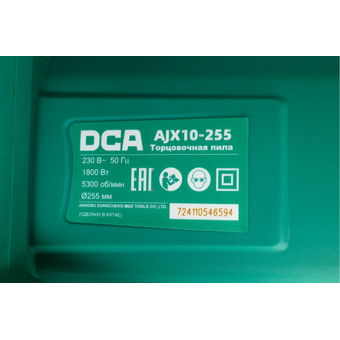 DCA AJX10-255
Торцовочная пила
230 В~ 50 Гц
1800 Вт
5300 об/мин
Ø255 мм
EAC
JIANGSU DONGCHENG M&E TOOLS CO.,LTD
(СДЕЛАНО В КИТАЕ)
724110546594